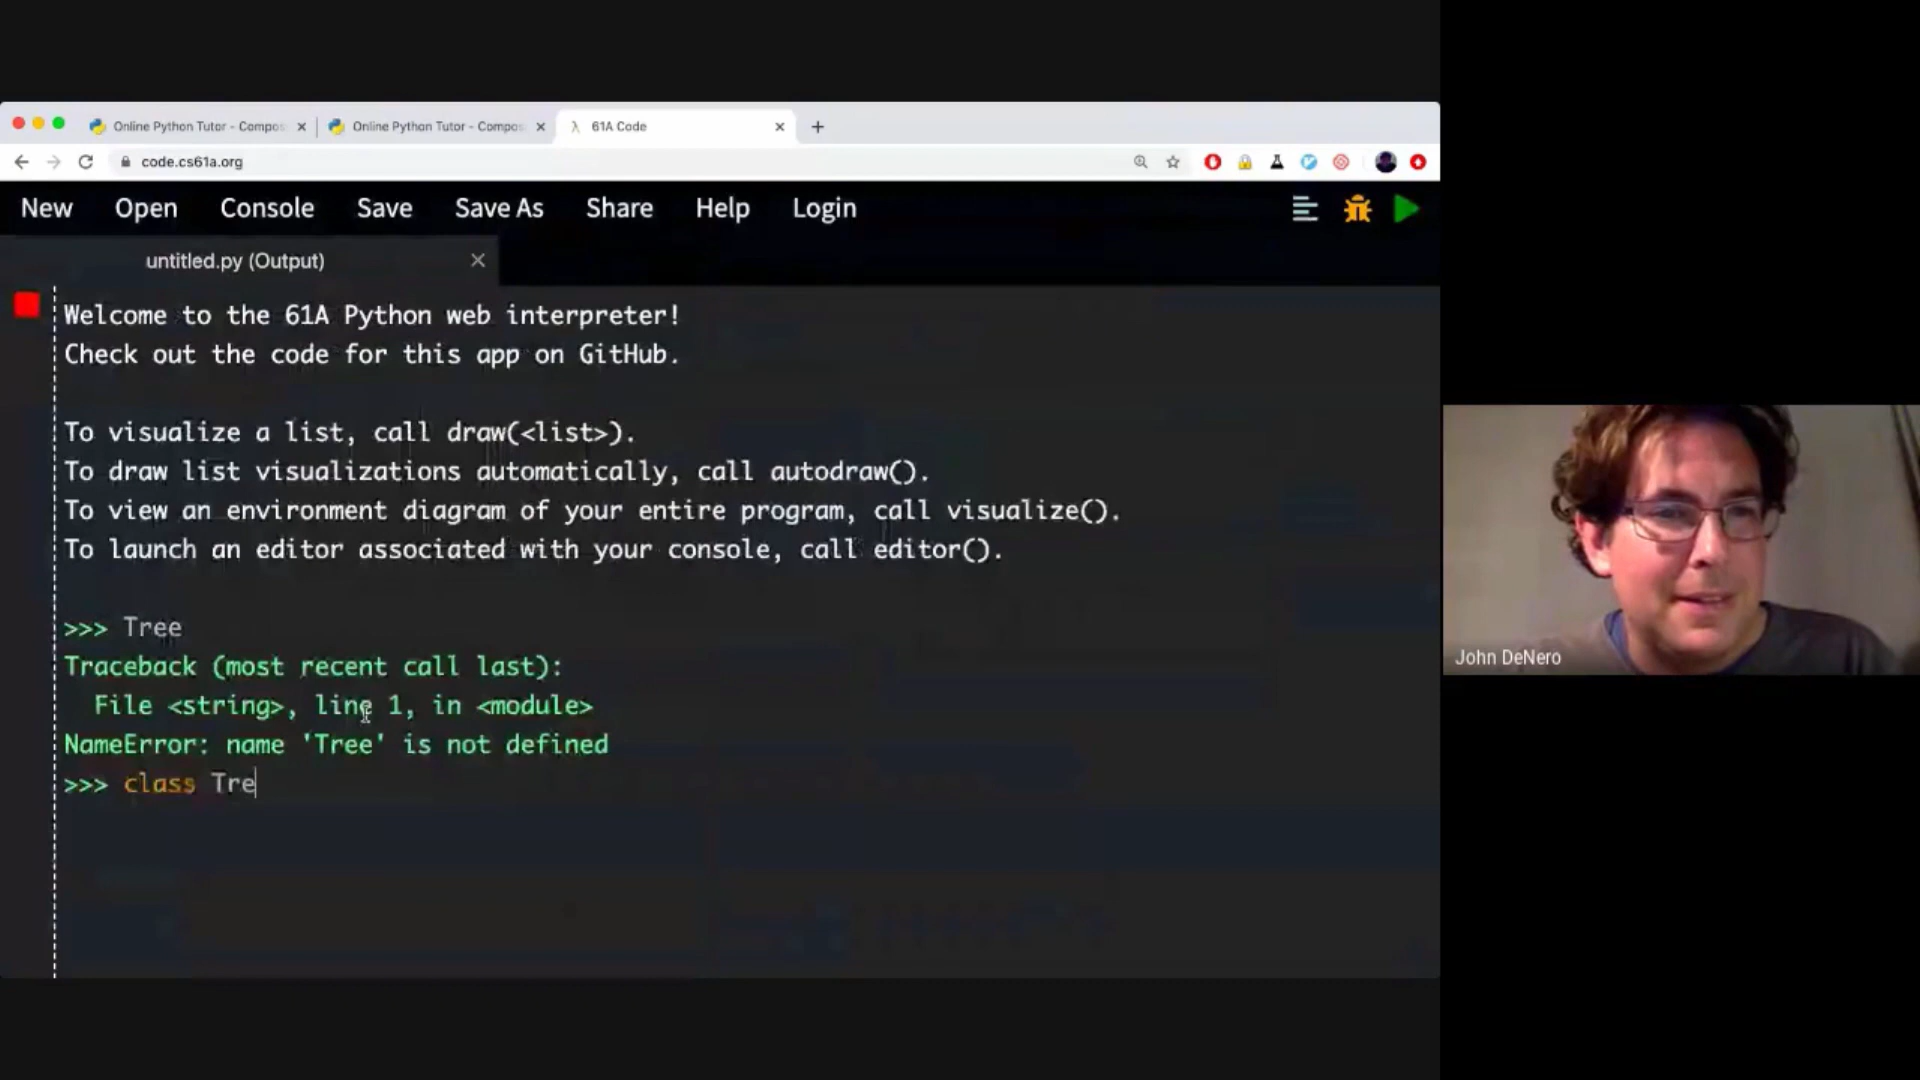 Online Python Tutor - Compos
Online Python Tutor - Compos
61A Code
code.cs61a.org
New Open Console Save Save As Share Help Login
untitled.py (Output)
Welcome to the 61A Python web interpreter!
Check out the code for this app on GitHub.
To visualize a list, call draw(<list>).
To draw list visualizations automatically, call autodraw().
To view an environment diagram of your entire program, call visualize().
To launch an editor associated with your console, call editor().
>>> Tree
Traceback (most recent call last):
File <string>, line 1, in <module>
NameError: name 'Tree' is not defined
>>> class Tre
John DeNero